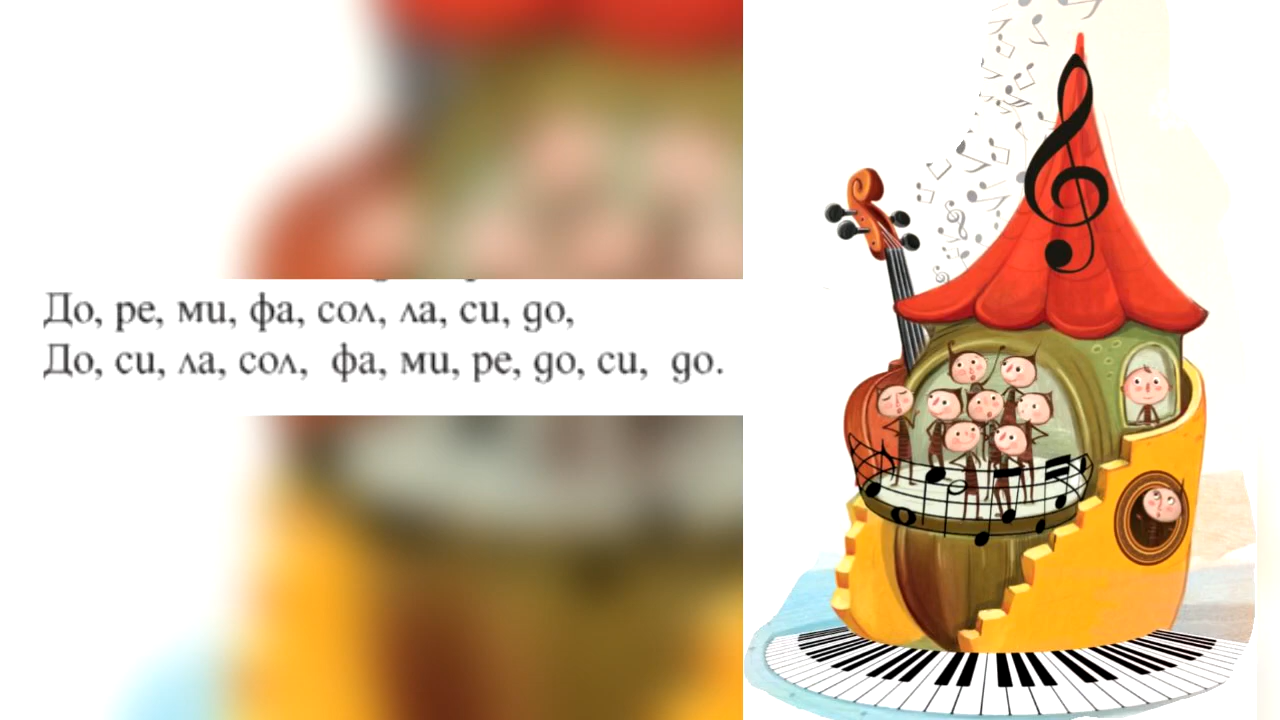 До, ре, ми, фа, сол, ла, си, до,
До, си, ла, сол, фа, ми, ре, до, си, до.